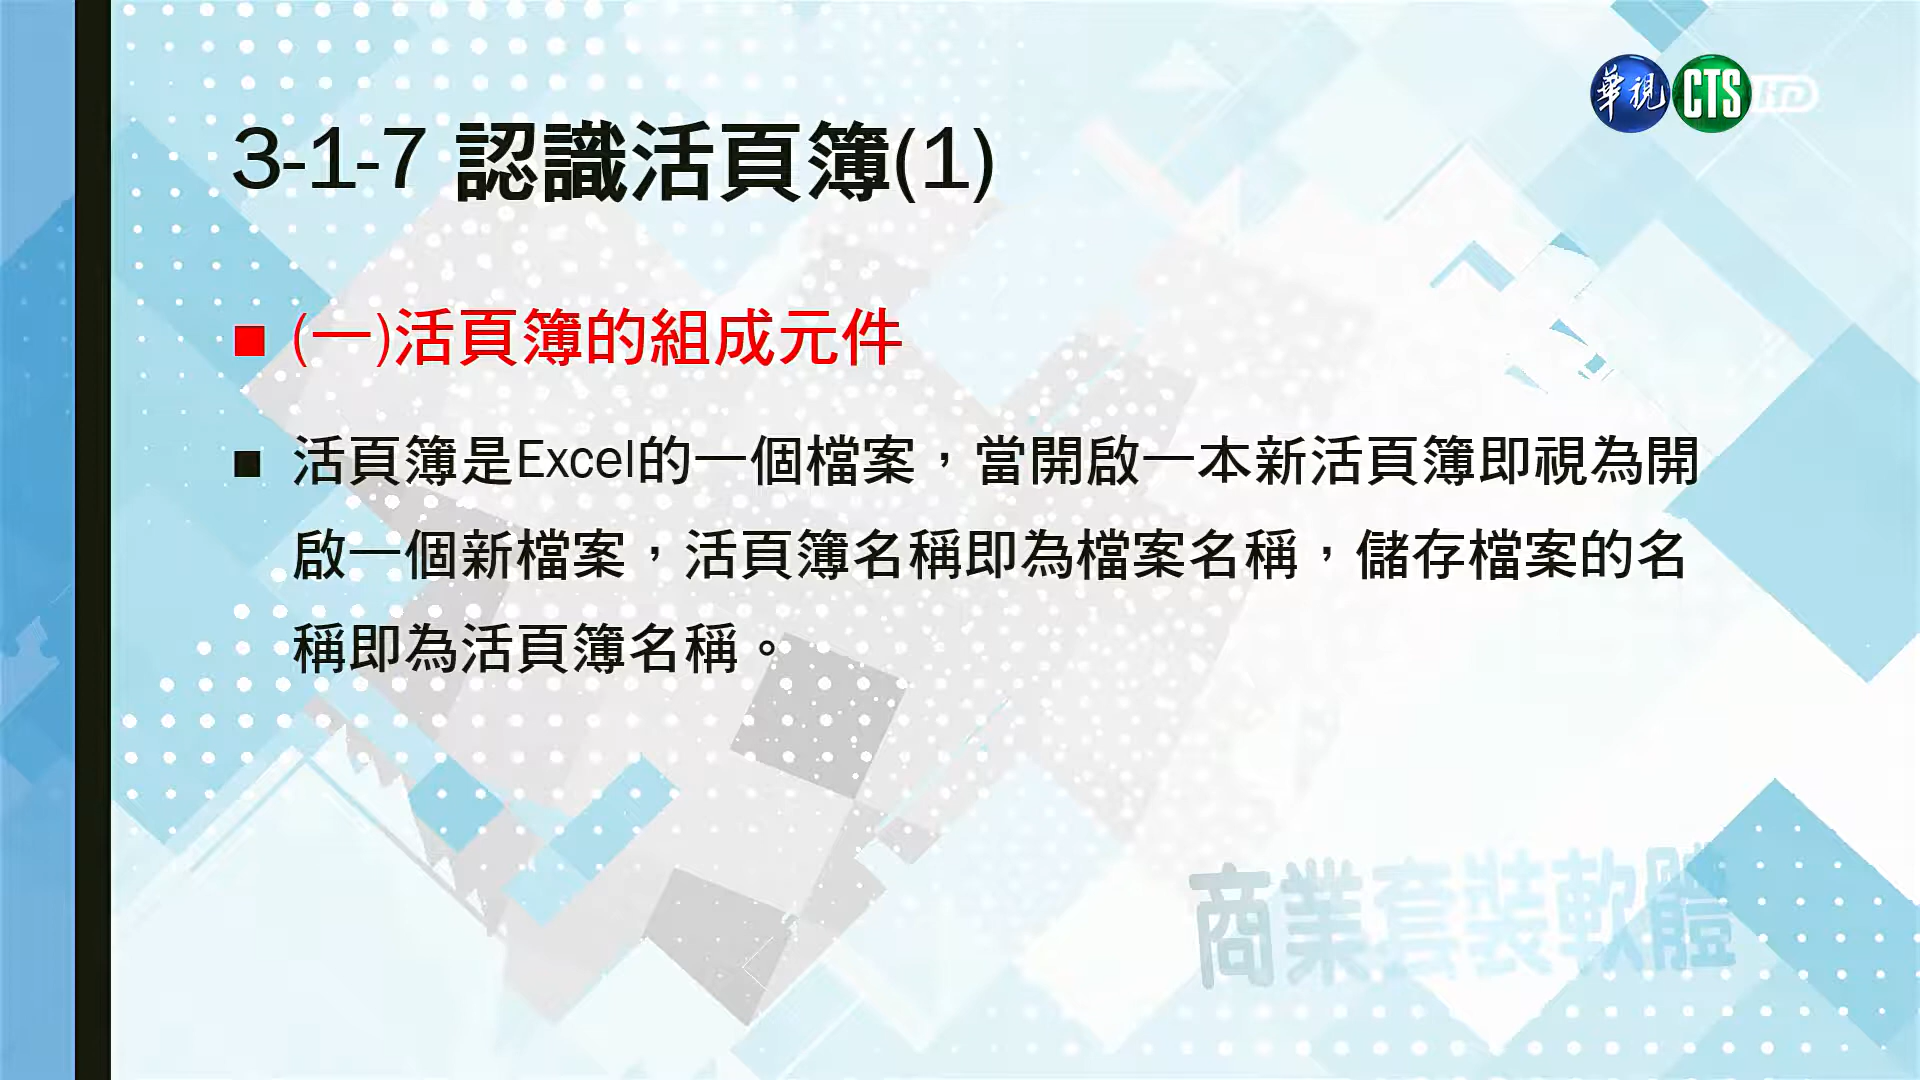 華視 CTS HD
3-1-7 認識活頁簿(1)
■ (一)活頁簿的組成元件
■ 活頁簿是Excel的一個檔案，當開啟一本新活頁簿即視為開
啟一個新檔案，活頁簿名稱即為檔案名稱，儲存檔案的名
稱即為活頁簿名稱。
商業套裝軟體